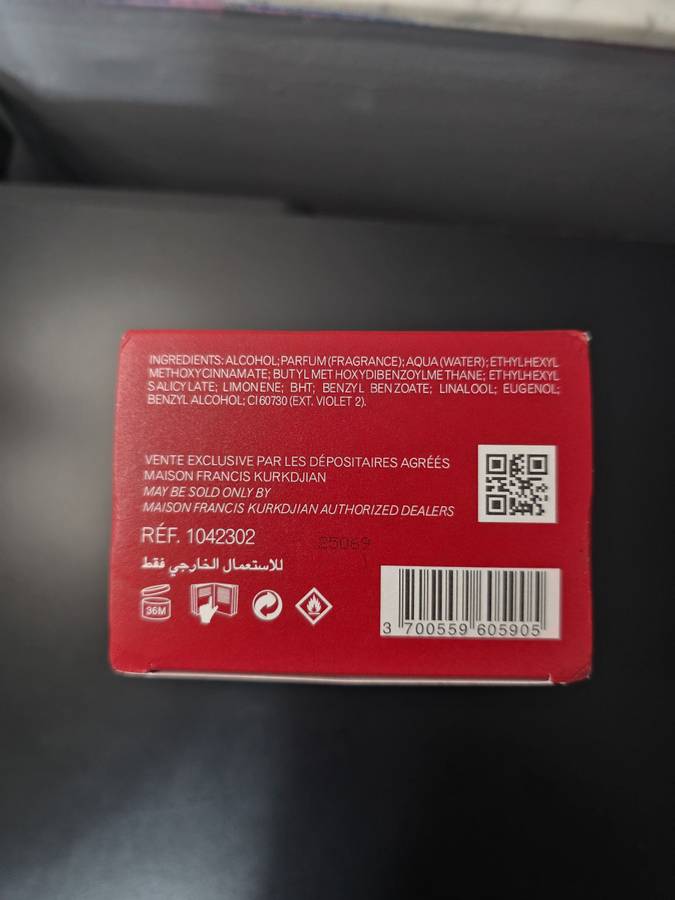 INGREDIENTS: ALCOHOL; PARFUM (FRAGRANCE); AQUA (WATER); ETHYLHEXYL
METHOXYCINNAMATE; BUTYL METHOXYDIBENZOYLMETHANE; ETHYLHEXYL
SALICYLATE; LIMONENE; BHT; BENZYL BENZOATE; LINALOOL; EUGENOL;
BENZYL ALCOHOL; CI 60730 (EXT. VIOLET 2).
VENTE EXCLUSIVE PAR LES DÉPOSITAIRES AGRÉÉS
MAISON FRANCIS KURKDJIAN
MAY BE SOLD ONLY BY
MAISON FRANCIS KURKDJIAN AUTHORIZED DEALERS
RÉF. 1042302
25069
للاستعمال الخارجي فقط
36M
3 700559 605905